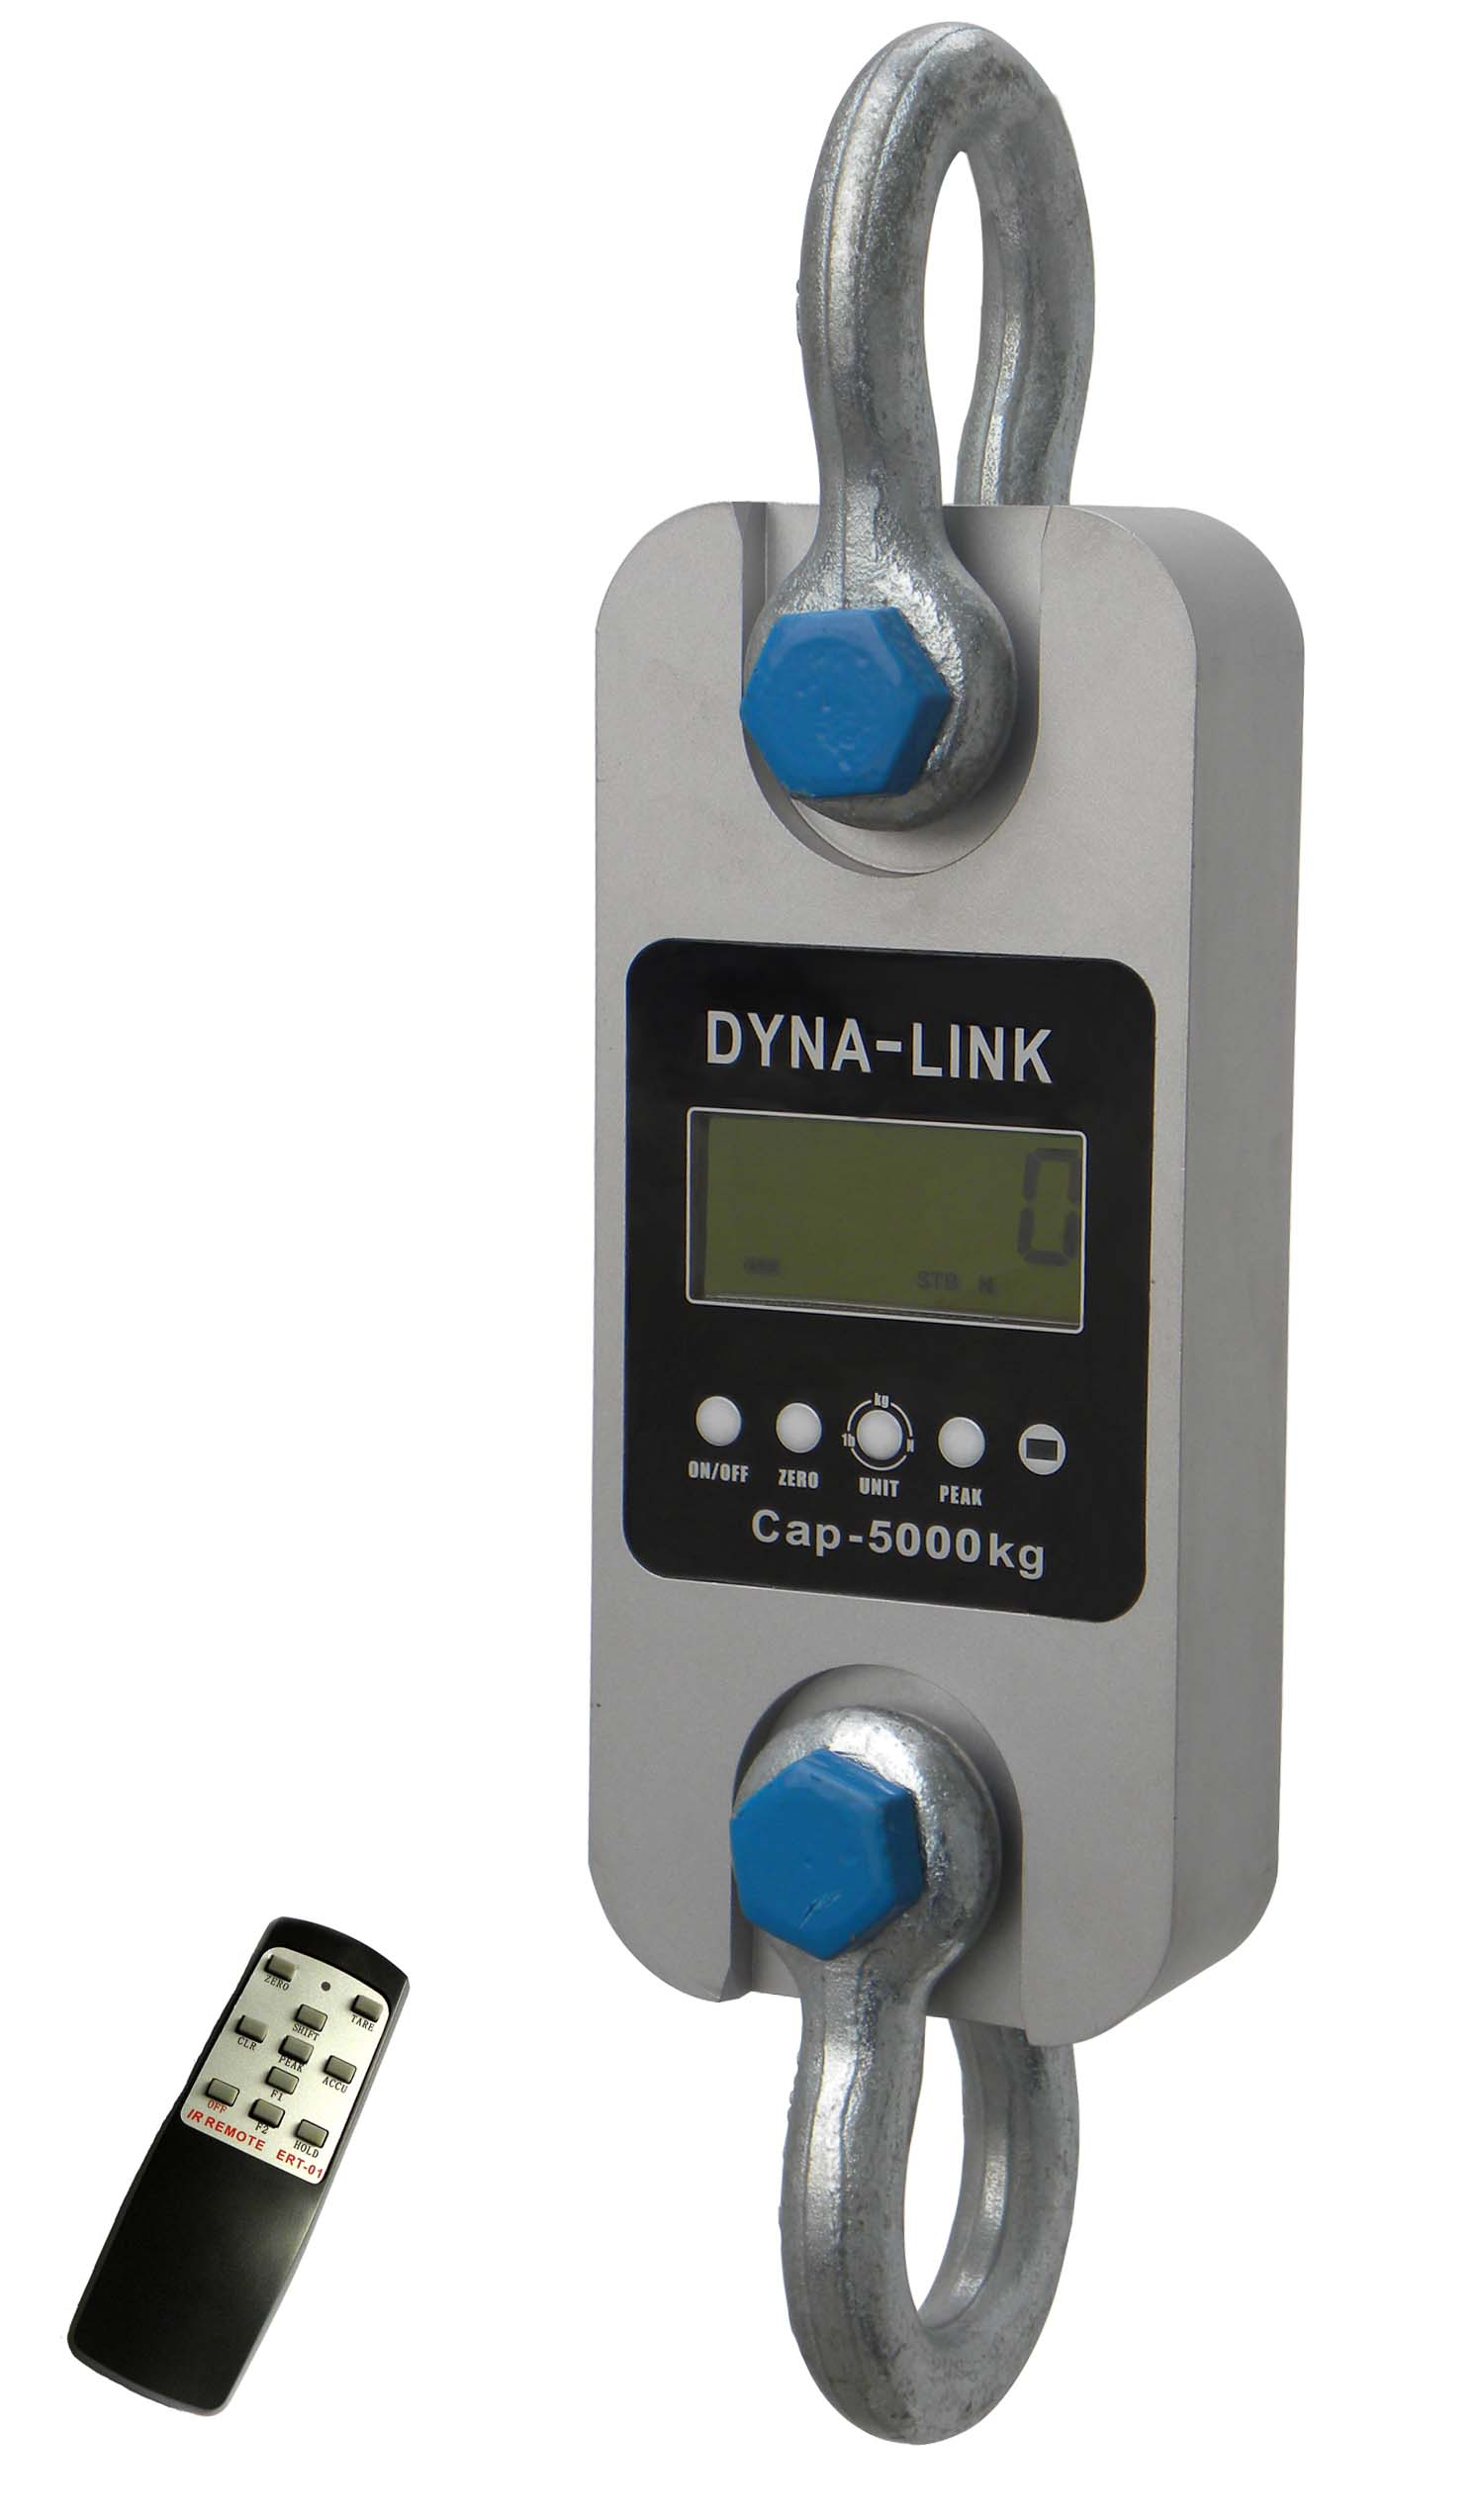 DYNA-LINK
0
STB N
kg
lb N
ON/OFF ZERO UNIT PEAK
Cap-5000kg
ZERO
TARE
SHIFT
CLR
PEAK
ACCU
F1
OFF
F2
HOLD
IR REMOTE ERT-01